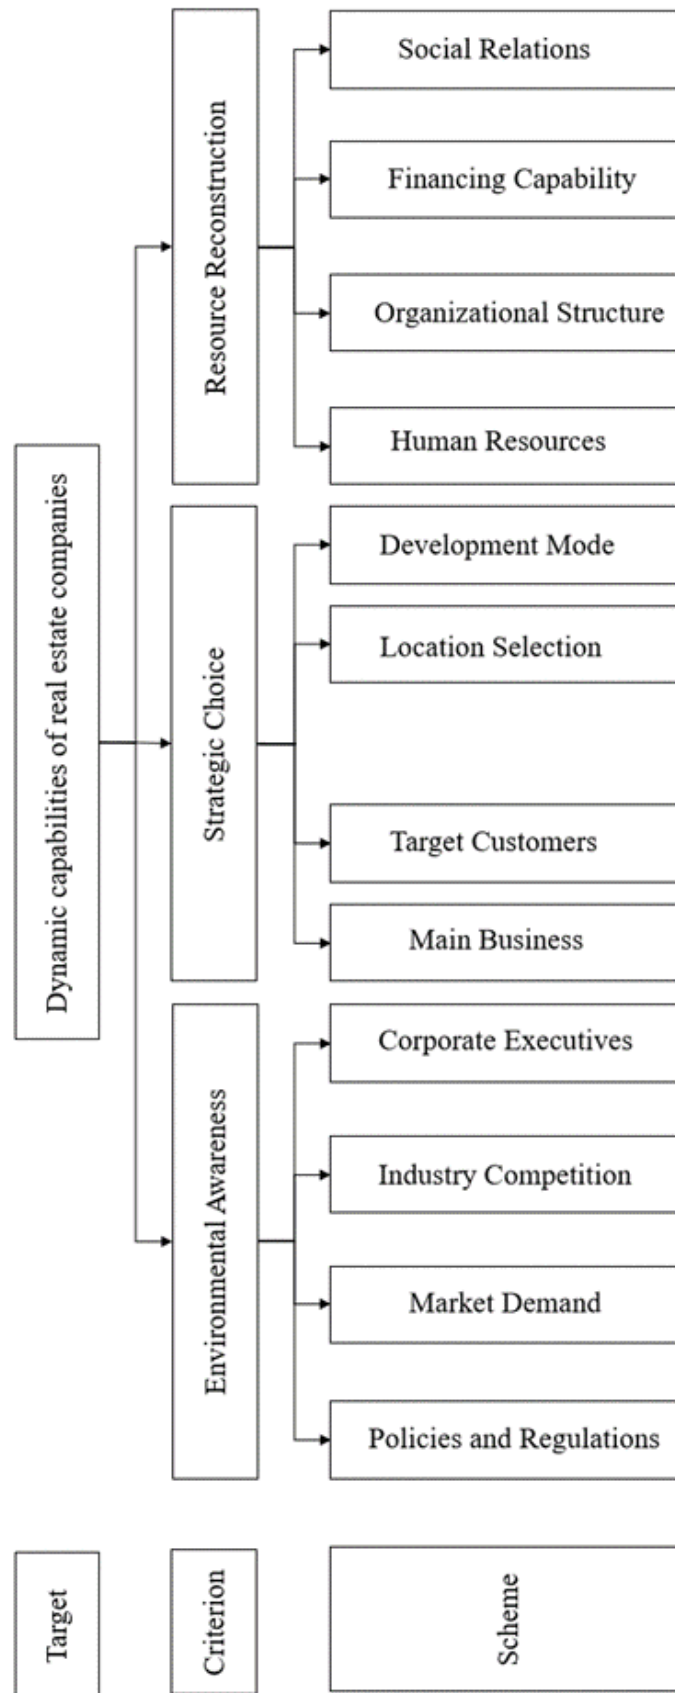 Dynamic capabilities of real estate companies
Resource Reconstruction
Social Relations
Financing Capability
Organizational Structure
Human Resources
Strategic Choice
Development Mode
Location Selection
Target Customers
Main Business
Environmental Awareness
Corporate Executives
Industry Competition
Market Demand
Policies and Regulations
Target
Criterion
Scheme